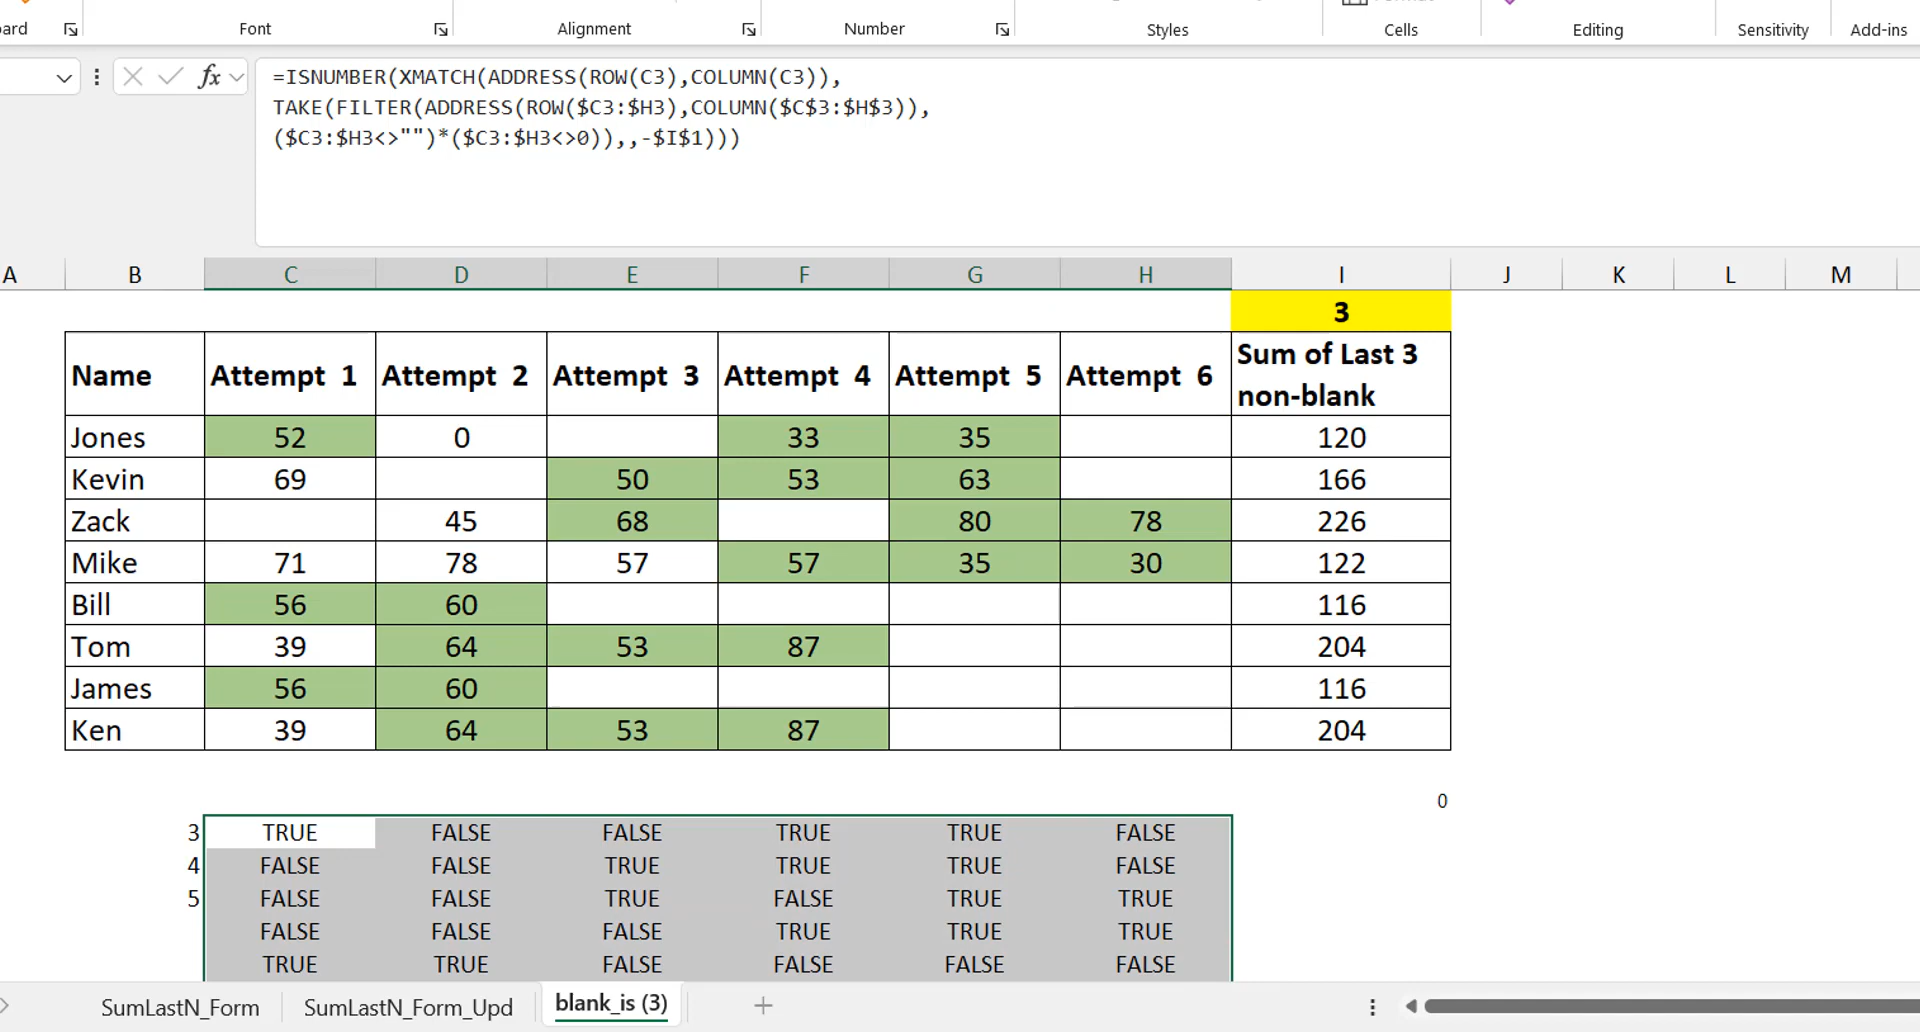 ard Font Alignment Number Styles Cells Editing Sensitivity Add-ins
fx =ISNUMBER(XMATCH(ADDRESS(ROW(C3),COLUMN(C3)),
TAKE(FILTER(ADDRESS(ROW($C3:$H3),COLUMN($C$3:$H$3)),
($C3:$H3<>"")*($C3:$H3<>0)),,-$I$1)))
A B C D E F G H I J K L M
3
Name Attempt 1 Attempt 2 Attempt 3 Attempt 4 Attempt 5 Attempt 6 Sum of Last 3
non-blank
Jones 52 0 33 35 120
Kevin 69 50 53 63 166
Zack 45 68 80 78 226
Mike 71 78 57 57 35 30 122
Bill 56 60 116
Tom 39 64 53 87 204
James 56 60 116
Ken 39 64 53 87 204
0
3 TRUE FALSE FALSE TRUE TRUE FALSE
4 FALSE FALSE TRUE TRUE TRUE FALSE
5 FALSE FALSE TRUE FALSE TRUE TRUE
FALSE FALSE FALSE TRUE TRUE TRUE
TRUE TRUE FALSE FALSE FALSE FALSE
SumLastN_Form SumLastN_Form_Upd blank_is (3)